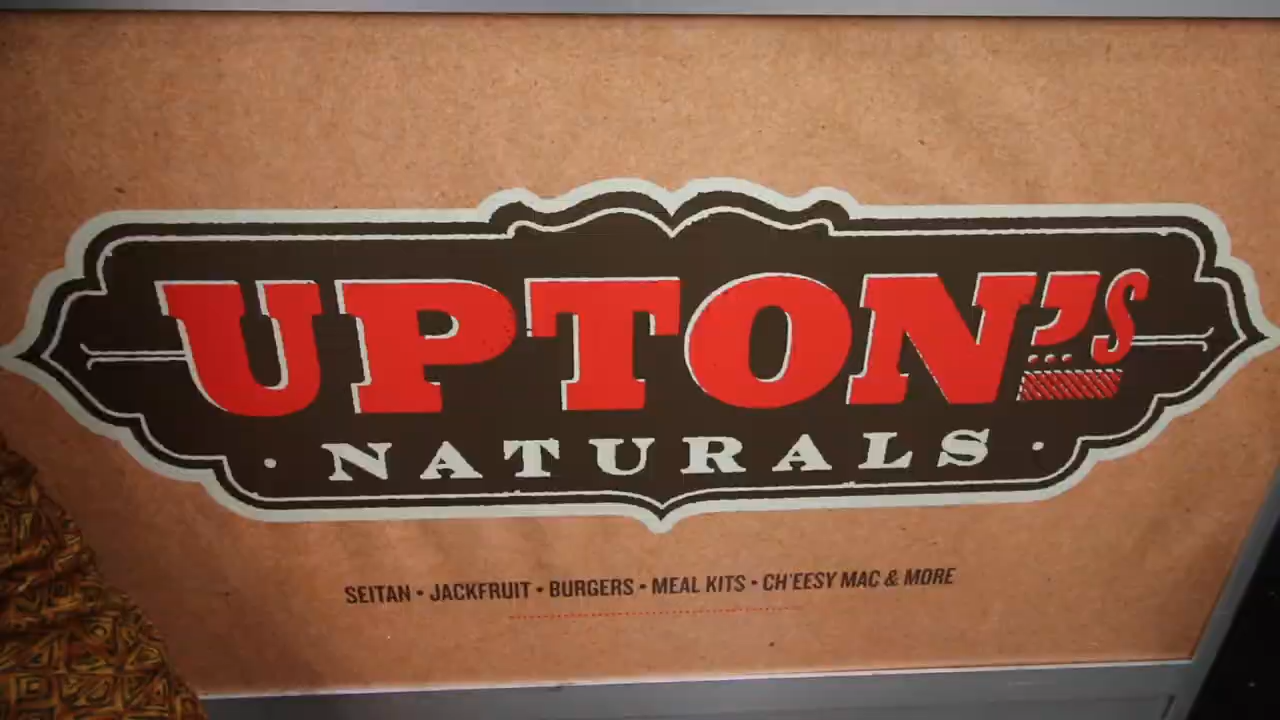 UPTON'S
· NATURALS ·
SEITAN • JACKFRUIT • BURGERS • MEAL KITS • CH'EESY MAC & MORE